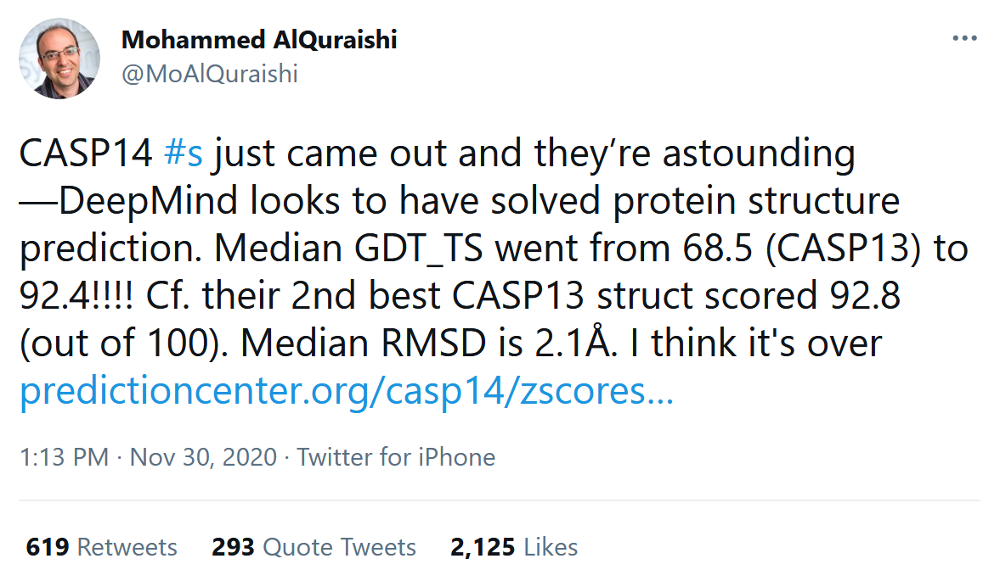 Mohammed AlQuraishi
@MoAlQuraishi
CASP14 #s just came out and they’re astounding
—DeepMind looks to have solved protein structure
prediction. Median GDT_TS went from 68.5 (CASP13) to
92.4!!!! Cf. their 2nd best CASP13 struct scored 92.8
(out of 100). Median RMSD is 2.1Å. I think it's over
predictioncenter.org/casp14/zscores…
1:13 PM · Nov 30, 2020 · Twitter for iPhone
619 Retweets 293 Quote Tweets 2,125 Likes